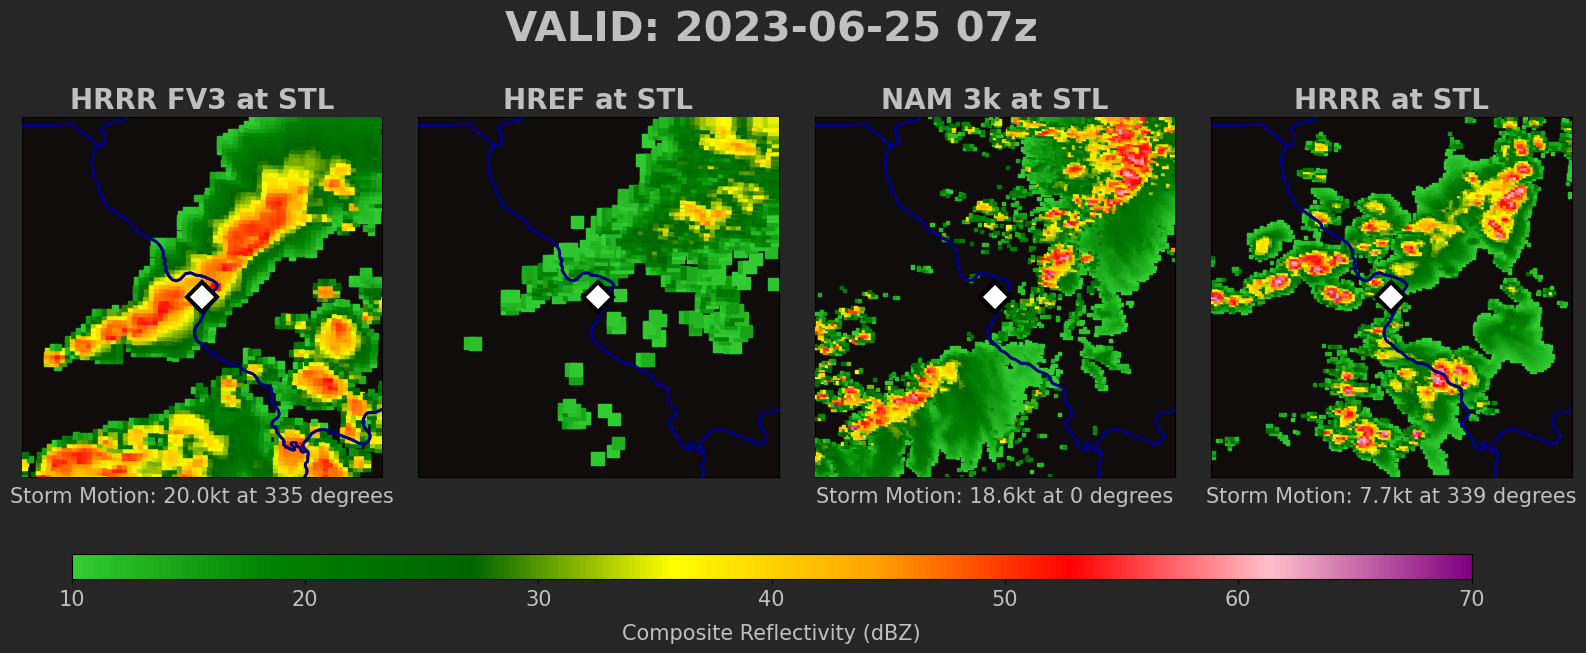 VALID: 2023-06-25 07z
HRRR FV3 at STL
HREF at STL
NAM 3k at STL
HRRR at STL
Storm Motion: 20.0kt at 335 degrees
Storm Motion: 18.6kt at 0 degrees
Storm Motion: 7.7kt at 339 degrees
10 20 30 40 50 60 70
Composite Reflectivity (dBZ)